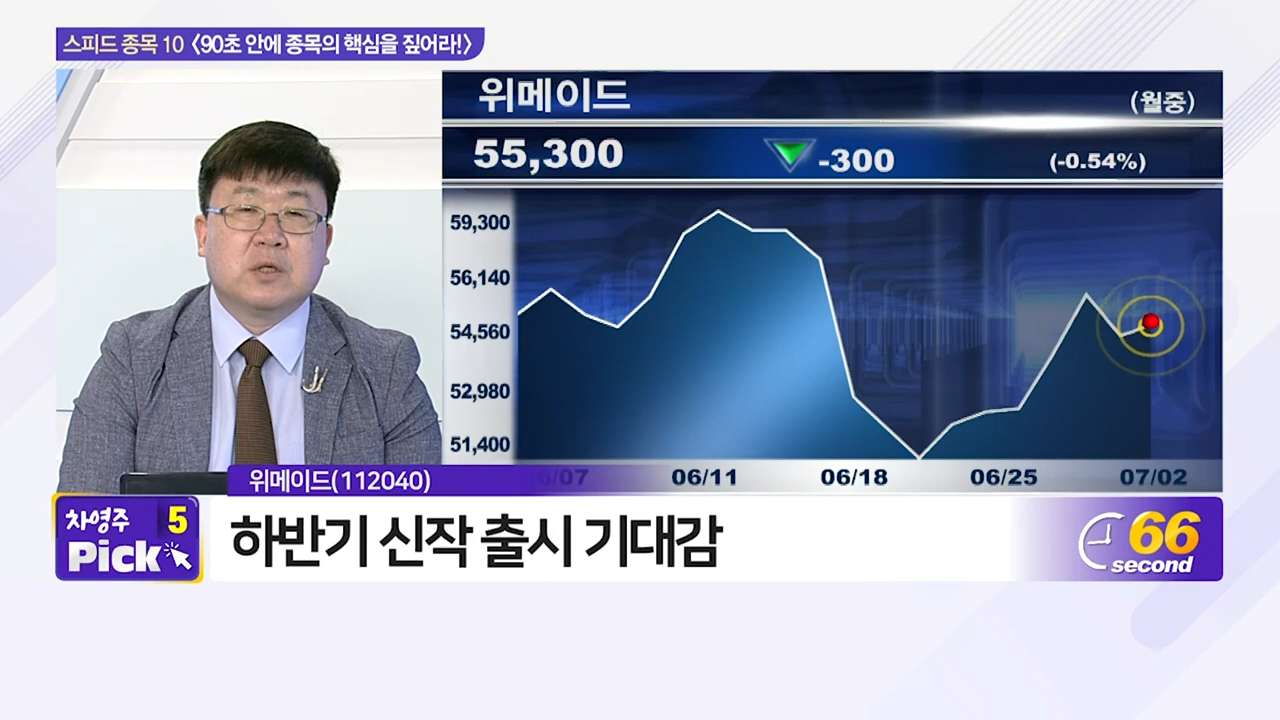 스피드 종목 10 <90초 안에 종목의 핵심을 짚어라!>
위메이드
(월중)
55,300 -300 (-0.54%)
59,300
56,140
54,560
52,980
51,400
06/07 06/11 06/18 06/25 07/02
위메이드(112040)
차영주 5
Pick
하반기 신작 출시 기대감
66
second